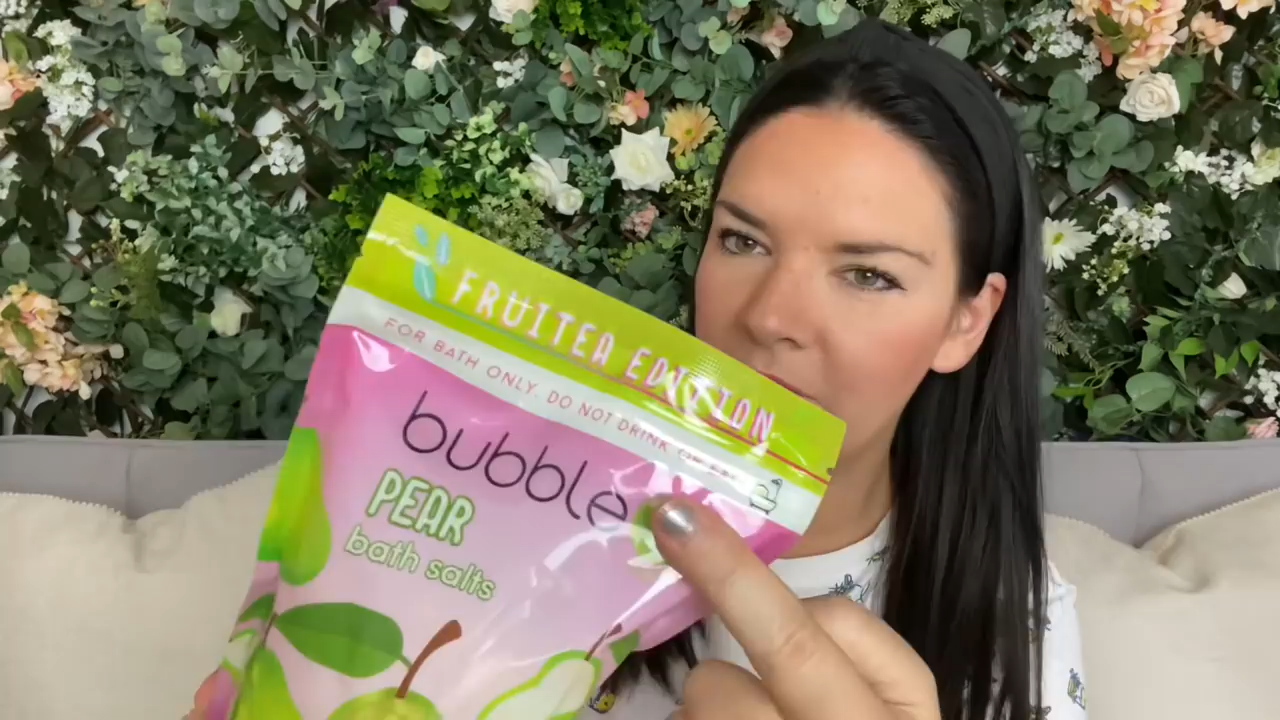 FRUITEA EDITION
FOR BATH ONLY. DO NOT DRINK
bubble
PEAR
bath salts